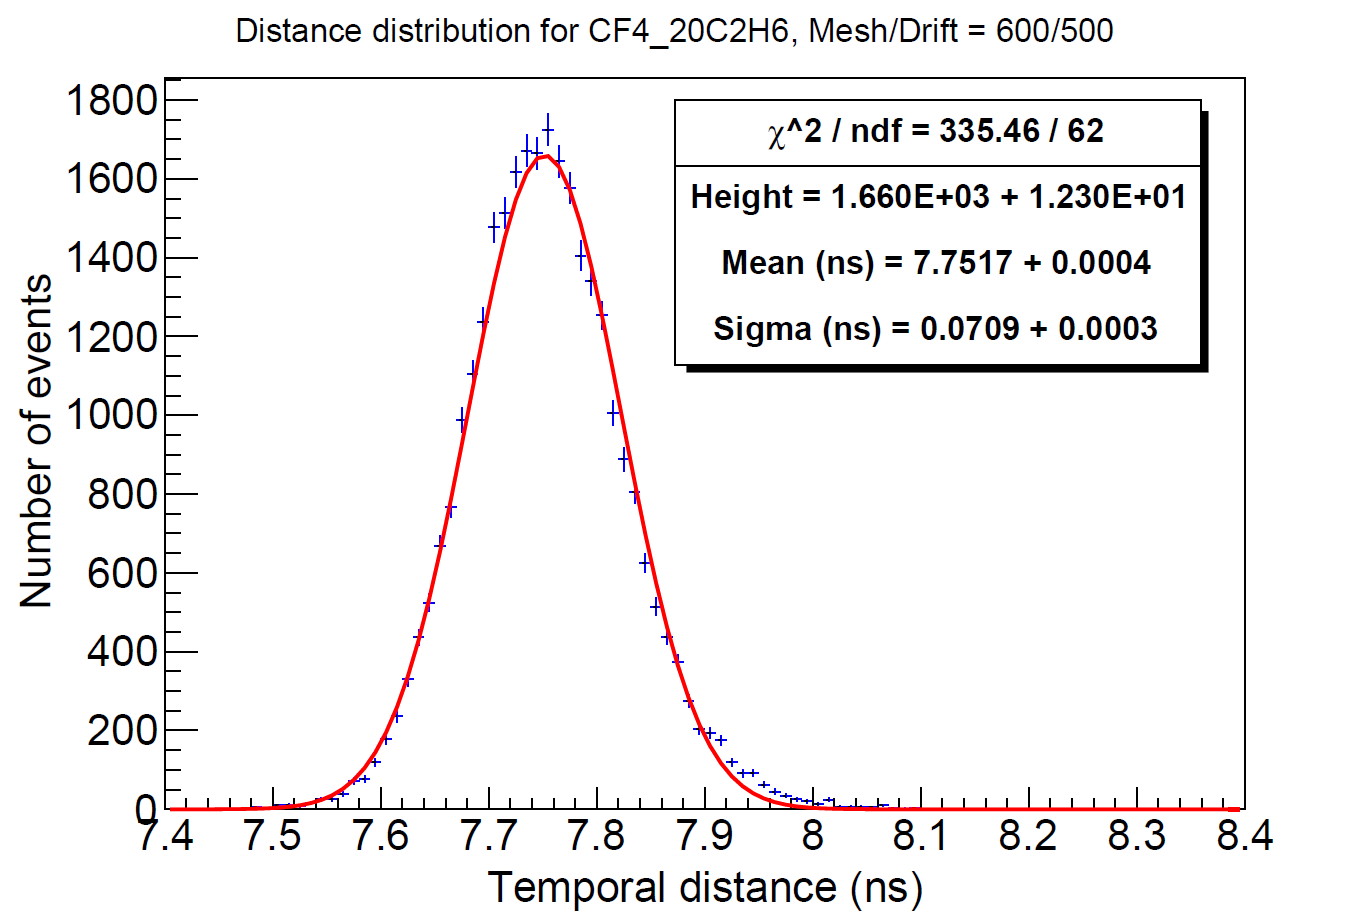 Distance distribution for CF4_20C2H6, Mesh/Drift = 600/500
1800
1600
1400
1200
1000
800
600
400
200
0
Number of events
χ^2 / ndf = 335.46 / 62
Height = 1.660E+03 + 1.230E+01
Mean (ns) = 7.7517 + 0.0004
Sigma (ns) = 0.0709 + 0.0003
7.4 7.5 7.6 7.7 7.8 7.9 8 8.1 8.2 8.3 8.4
Temporal distance (ns)